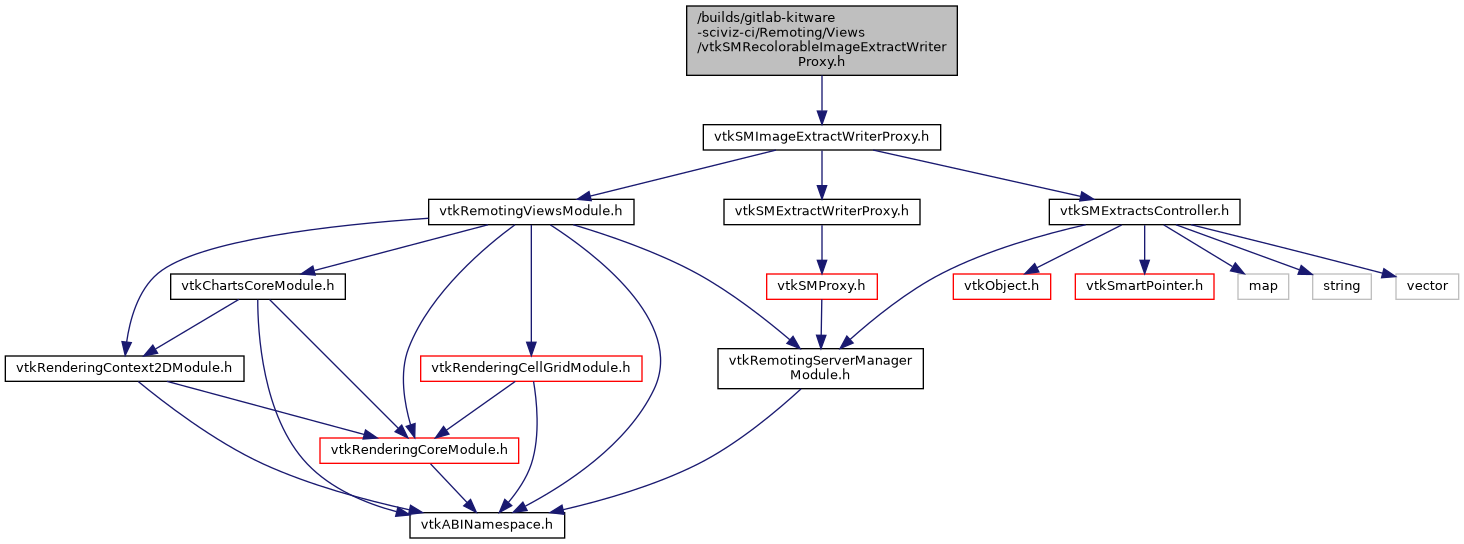 /builds/gitlab-kitware
-sciviz-ci/Remoting/Views
/vtkSMRecolorableImageExtractWriter
Proxy.h
vtkSMImageExtractWriterProxy.h
vtkRemotingViewsModule.h
vtkSMExtractWriterProxy.h
vtkSMExtractsController.h
vtkChartsCoreModule.h
vtkSMProxy.h
vtkObject.h
vtkSmartPointer.h
map
string
vector
vtkRenderingContext2DModule.h
vtkRenderingCellGridModule.h
vtkRemotingServerManager
Module.h
vtkRenderingCoreModule.h
vtkABINamespace.h